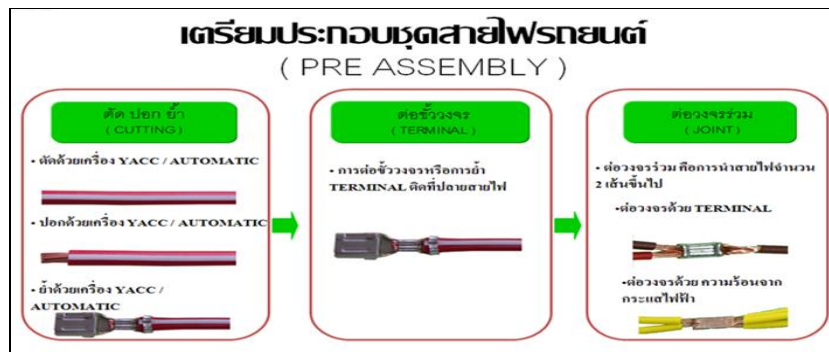 เตรียมประกอบชุดสายไฟรถยนต์
( PRE ASSEMBLY )
ตัด ปอก ย้ำ
( CUTTING )
- ตัดด้วยเครื่อง YACC / AUTOMATIC
- ปอกด้วยเครื่อง YACC / AUTOMATIC
- ย้ำด้วยเครื่อง YACC /
AUTOMATIC
ต่อขั้ววงจร
( TERMINAL )
- การต่อขั้ววงจรหรือการย้ำ
TERMINAL ติดที่ปลายสายไฟ
ต่อวงจรร่วม
( JOINT )
- ต่อวงจรร่วม คือการนำสายไฟจำนวน
2 เส้นขึ้นไป
-ต่อวงจรด้วย TERMINAL
-ต่อวงจรด้วย ความร้อนจาก
กระแสไฟฟ้า